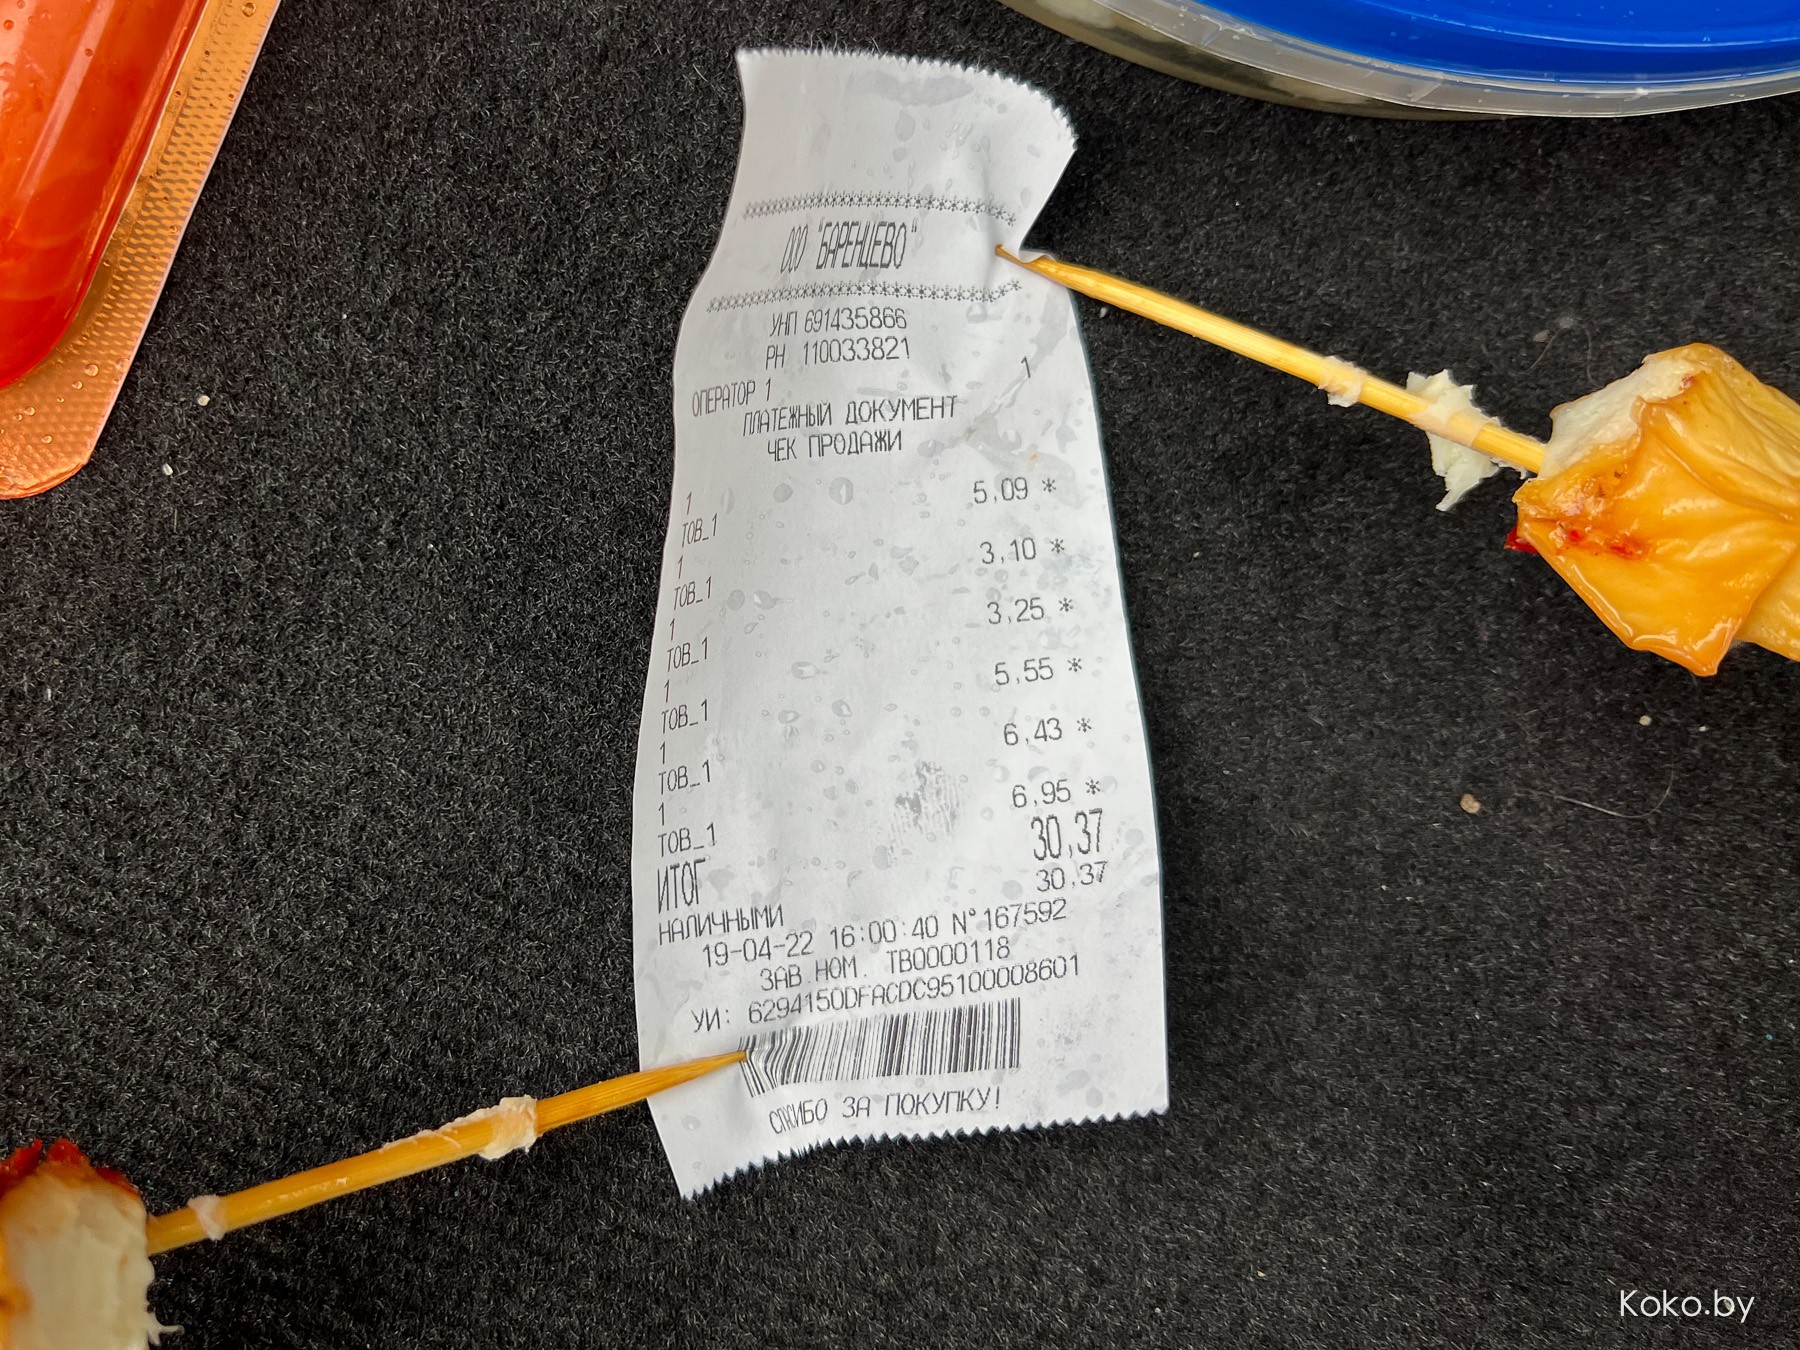 ********************************
ООО "БАРЕНЦЕВО"
********************************
УНП 691435866
РН 110033821
ОПЕРАТОР 1 1
ПЛАТЕЖНЫЙ ДОКУМЕНТ
ЧЕК ПРОДАЖИ
1 5,09 *
ТОВ_1
1 3,10 *
ТОВ_1
1 3,25 *
ТОВ_1
1 5,55 *
ТОВ_1
1 6,43 *
ТОВ_1
1 6,95 *
ТОВ_1
ИТОГ 30,37
НАЛИЧНЫМИ 30,37
19-04-22 16:00:40 N°167592
ЗАВ.НОМ. ТВ0000118
УИ: 6294150DFACDC95100008601
СПАСИБО ЗА ПОКУПКУ!
Koko.by